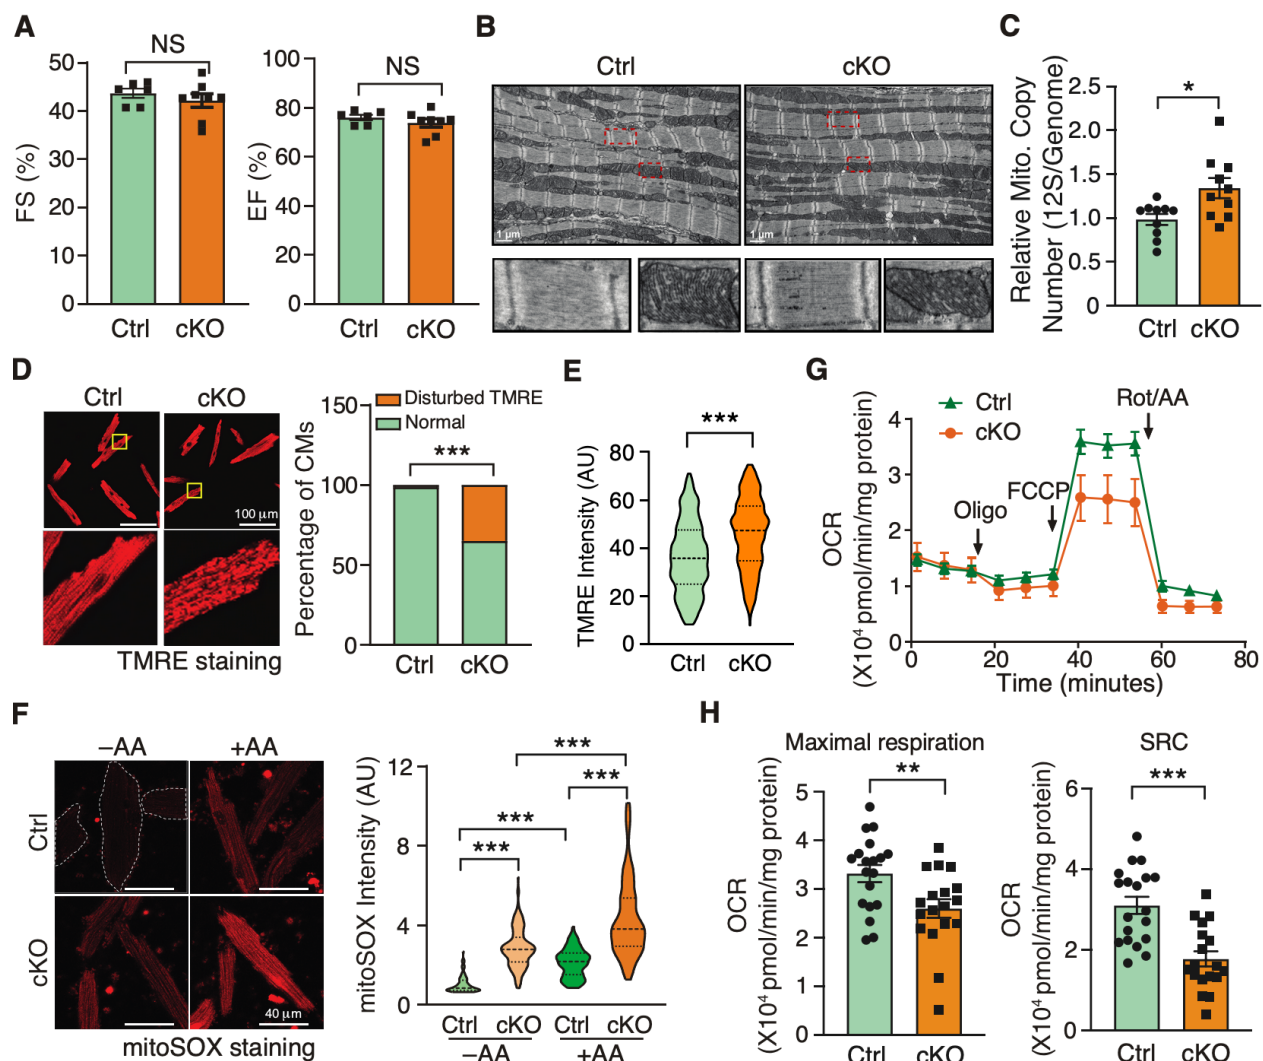 A
NS
FS (%)
50
40
30
20
10
0
Ctrl
cKO
NS
EF (%)
100
80
60
40
20
0
Ctrl
cKO
B
Ctrl
cKO
1 μm
1 μm
C
Relative Mito. Copy
Number (12S/Genome)
2.5
2.0
1.5
1.0
0.5
0
*
Ctrl
cKO
D
Ctrl
cKO
100 μm
TMRE staining
Disturbed TMRE
Normal
Percentage of CMs
150
100
50
0
***
Ctrl
cKO
E
TMRE Intensity (AU)
80
60
40
20
0
***
Ctrl
cKO
G
OCR
(X10⁴ pmol/min/mg protein)
4
3
2
1
0
Ctrl
cKO
Oligo
FCCP
Rot/AA
0
20
40
60
80
Time (minutes)
F
–AA
+AA
Ctrl
cKO
40 μm
mitoSOX staining
mitoSOX Intensity (AU)
12
8
4
0
***
***
***
***
Ctrl
cKO
Ctrl
cKO
–AA
+AA
H
Maximal respiration
OCR
(X10⁴ pmol/min/mg protein)
5
4
3
2
1
0
**
Ctrl
cKO
SRC
OCR
(X10⁴ pmol/min/mg protein)
6
4
2
0
***
Ctrl
cKO